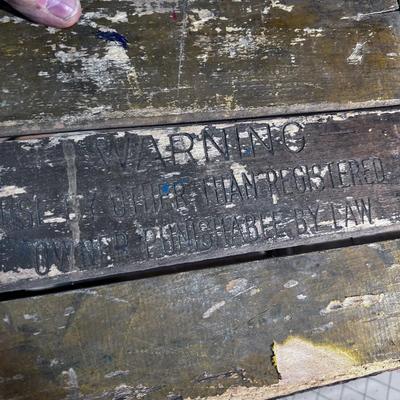 WARNING
USE BY OTHER THAN REGISTERED
OWNER PUNISHABLE BY LAW